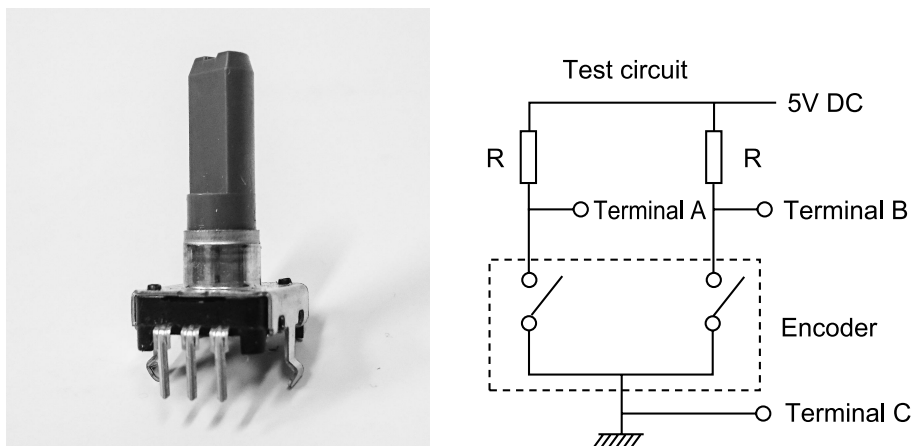 Test circuit
5V DC
R
R
Terminal A
Terminal B
Encoder
Terminal C